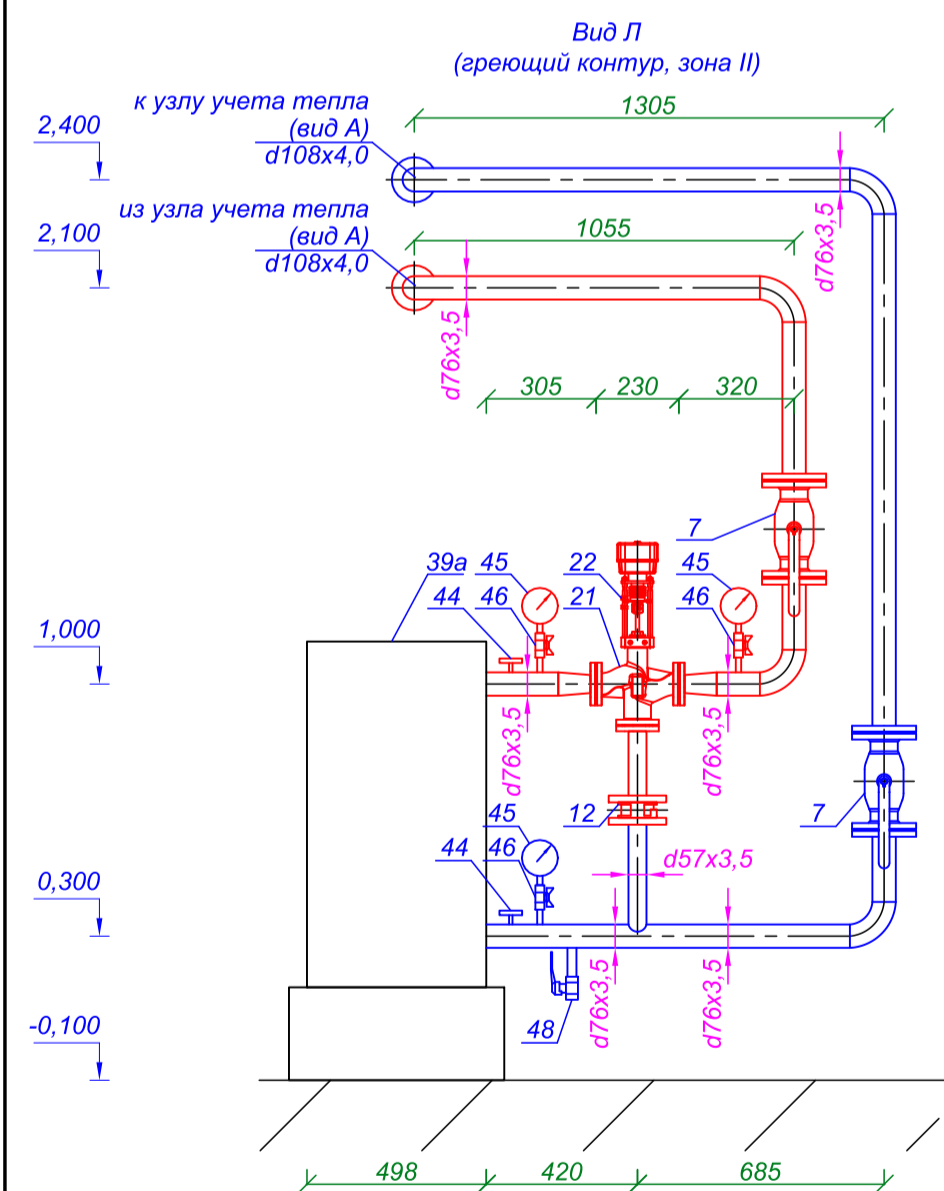 Вид Л
(греющий контур, зона II)
к узлу учета тепла
(вид А)
d108x4,0
1305
2,400
из узла учета тепла
(вид А)
d108x4,0
1055
2,100
d76x3,5
d76x3,5
305
230
320
7
39а
45
22
45
44
46
21
46
1,000
d76x3,5
d76x3,5
45
12
7
44
46
d57x3,5
0,300
d76x3,5
d76x3,5
48
-0,100
498
420
685